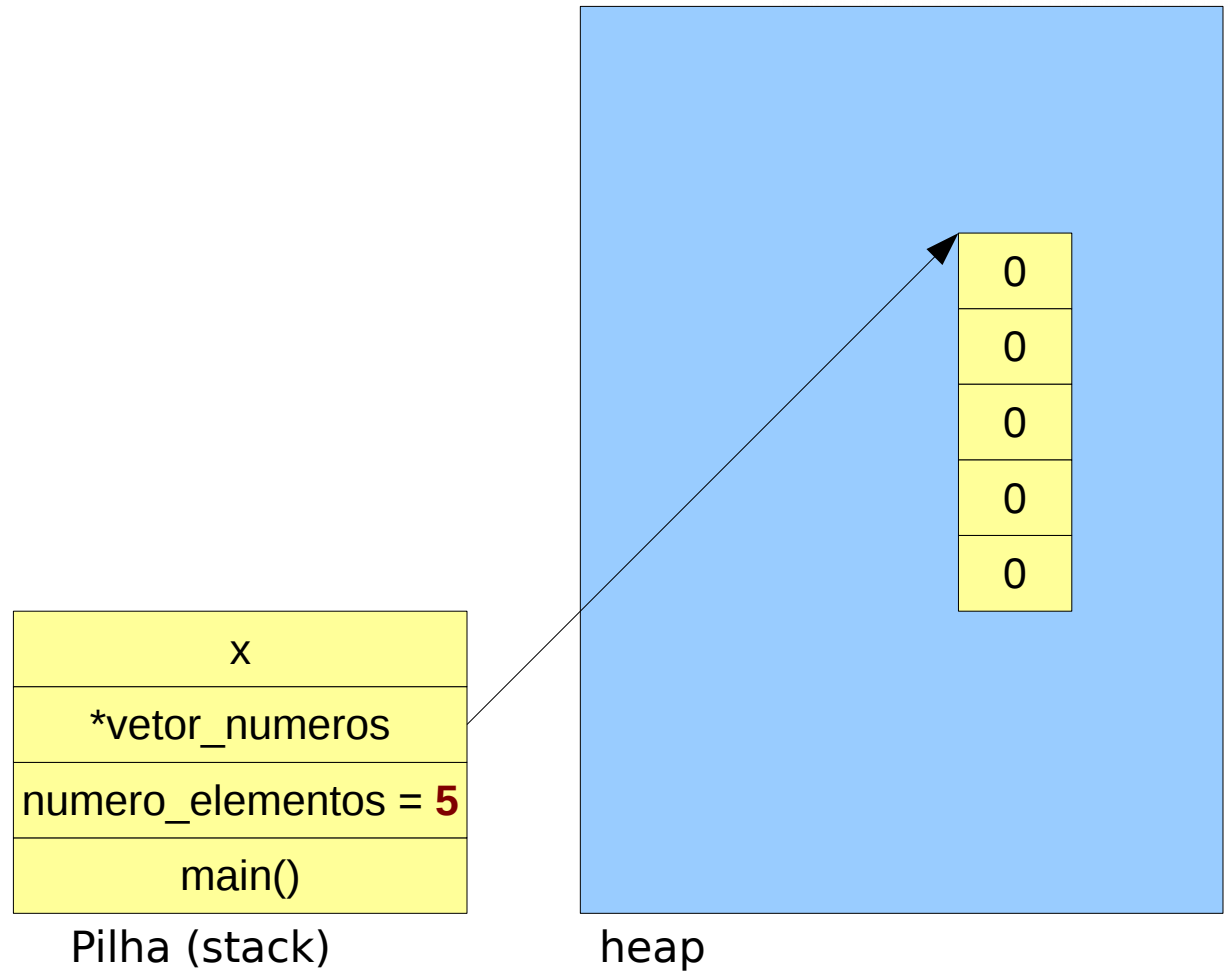 x
*vetor_numeros
numero_elementos = 5
main()
Pilha (stack)
0
0
0
0
0
heap